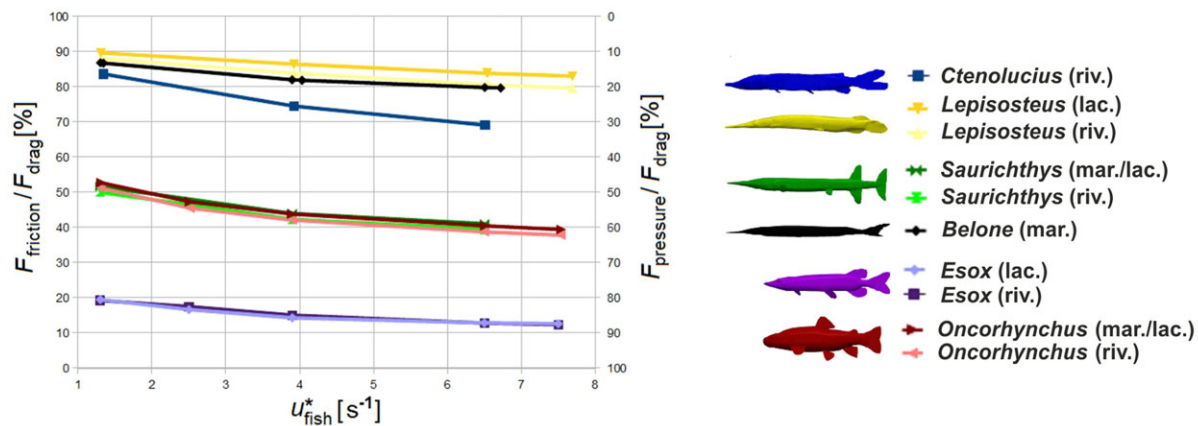 100
90
80
70
60
50
40
30
20
10
0
F_friction / F_drag [%]
0
10
20
30
40
50
60
70
80
90
100
F_pressure / F_drag [%]
1 2 3 4 5 6 7 8
u*_fish [s⁻¹]
Ctenolucius (riv.)
Lepisosteus (lac.)
Lepisosteus (riv.)
Saurichthys (mar./lac.)
Saurichthys (riv.)
Belone (mar.)
Esox (lac.)
Esox (riv.)
Oncorhynchus (mar./lac.)
Oncorhynchus (riv.)